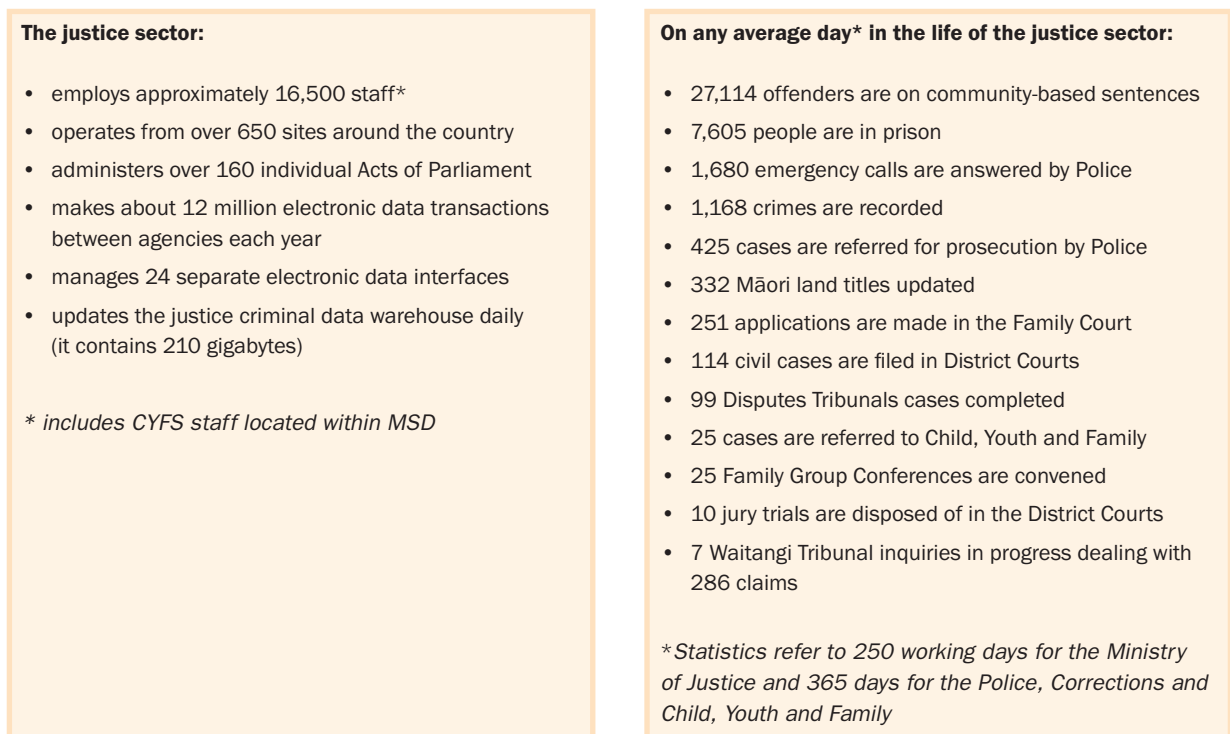 The justice sector:
• employs approximately 16,500 staff*
• operates from over 650 sites around the country
• administers over 160 individual Acts of Parliament
• makes about 12 million electronic data transactions
between agencies each year
• manages 24 separate electronic data interfaces
• updates the justice criminal data warehouse daily
(it contains 210 gigabytes)
* includes CYFS staff located within MSD
On any average day* in the life of the justice sector:
• 27,114 offenders are on community-based sentences
• 7,605 people are in prison
• 1,680 emergency calls are answered by Police
• 1,168 crimes are recorded
• 425 cases are referred for prosecution by Police
• 332 Māori land titles updated
• 251 applications are made in the Family Court
• 114 civil cases are filed in District Courts
• 99 Disputes Tribunals cases completed
• 25 cases are referred to Child, Youth and Family
• 25 Family Group Conferences are convened
• 10 jury trials are disposed of in the District Courts
• 7 Waitangi Tribunal inquiries in progress dealing with
286 claims
*Statistics refer to 250 working days for the Ministry
of Justice and 365 days for the Police, Corrections and
Child, Youth and Family